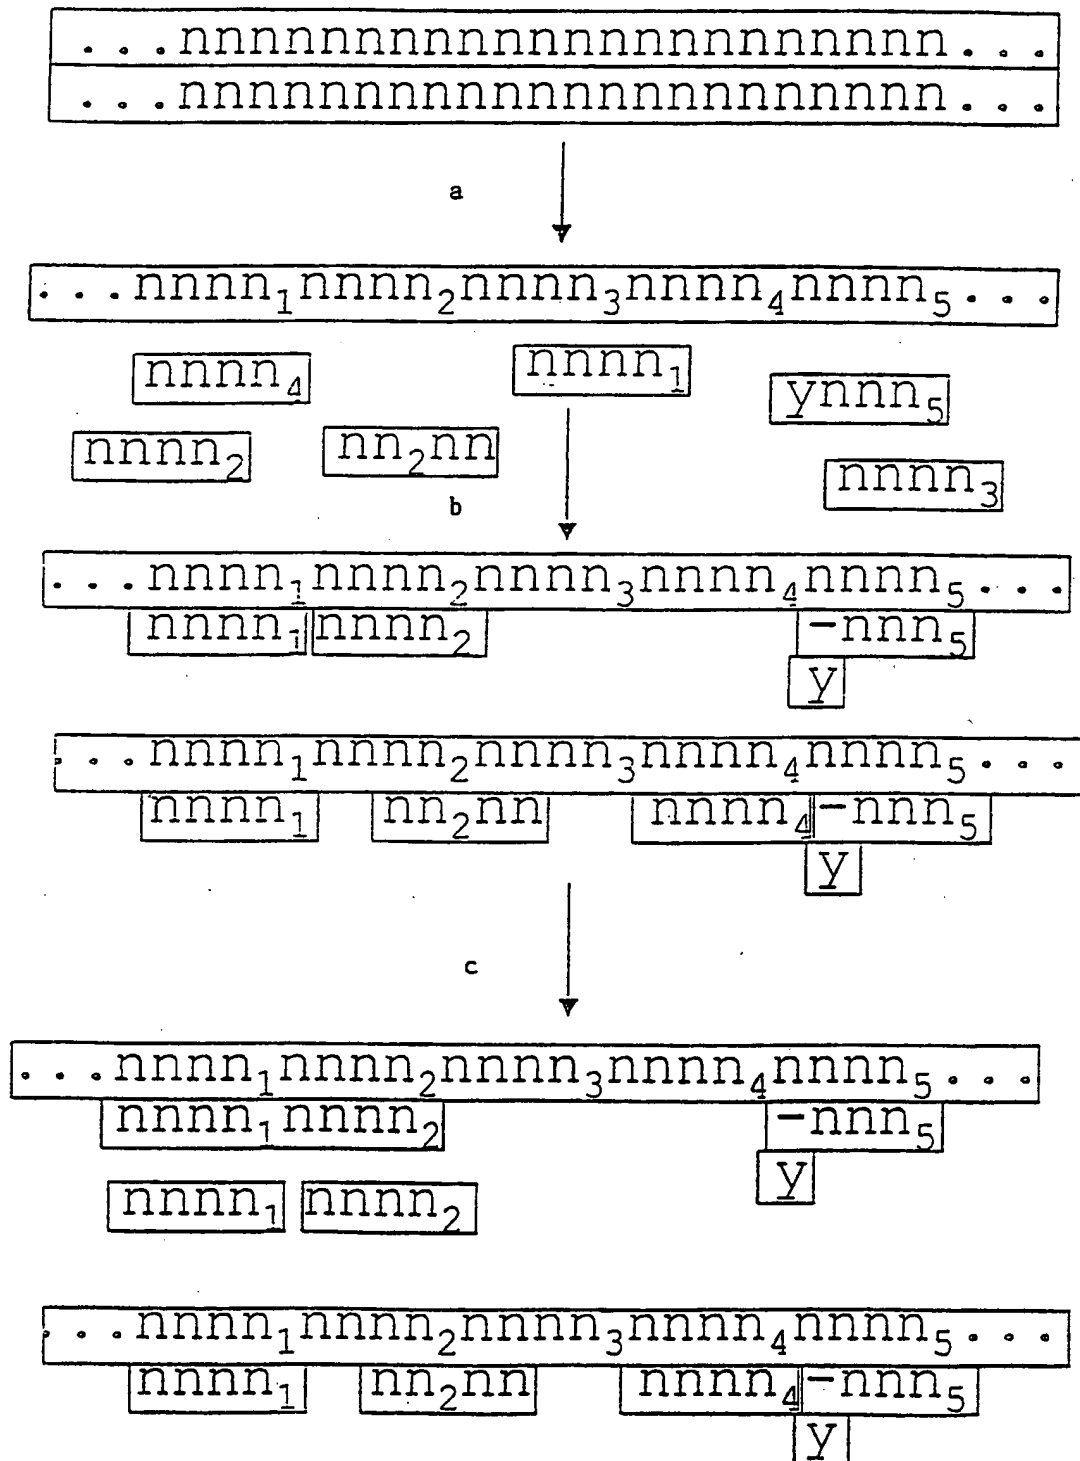 ...nnnnnnnnnnnnnnnnnnnnnn...
...nnnnnnnnnnnnnnnnnnnnnn...
a
...nnnn₁nnnn₂nnnn₃nnnn₄nnnn₅...
nnnn₄ nnnn₁ ynnn₅
nnnn₂ nn₂nn nnnn₃
b
...nnnn₁nnnn₂nnnn₃nnnn₄nnnn₅...
nnnn₁ nnnn₂ -nnn₅
y
...nnnn₁nnnn₂nnnn₃nnnn₄nnnn₅...
nnnn₁ nn₂nn nnnn₄ -nnn₅
y
c
...nnnn₁nnnn₂nnnn₃nnnn₄nnnn₅...
nnnn₁nnnn₂ -nnn₅
y
nnnn₁ nnnn₂
...nnnn₁nnnn₂nnnn₃nnnn₄nnnn₅...
nnnn₁ nn₂nn nnnn₄ -nnn₅
y